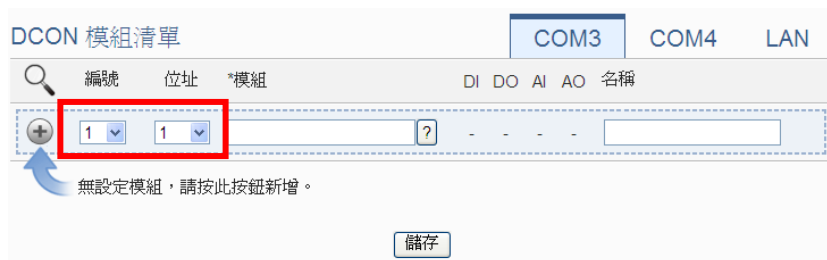 DCON 模組清單 COM3 COM4 LAN
編號 位址 *模組 DI DO AI AO 名稱
1 1 ? - - - -
無設定模組，請按此按鈕新增。
儲存